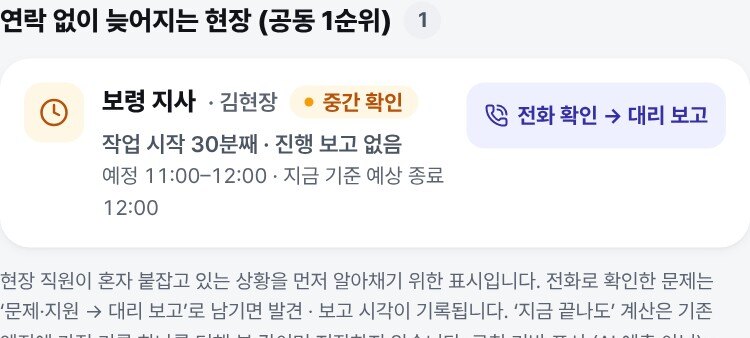 연락 없이 늦어지는 현장 (공동 1순위) 1
보령 지사 · 김현장 중간 확인
전화 확인 → 대리 보고
작업 시작 30분째 · 진행 보고 없음
예정 11:00–12:00 · 지금 기준 예상 종료
12:00
현장 직원이 혼자 붙잡고 있는 상황을 먼저 알아채기 위한 표시입니다. 전화로 확인한 문제는
‘문제·지원 → 대리 보고’로 남기면 발견 · 보고 시각이 기록됩니다. ‘지금 끝나도’ 계산은 기존